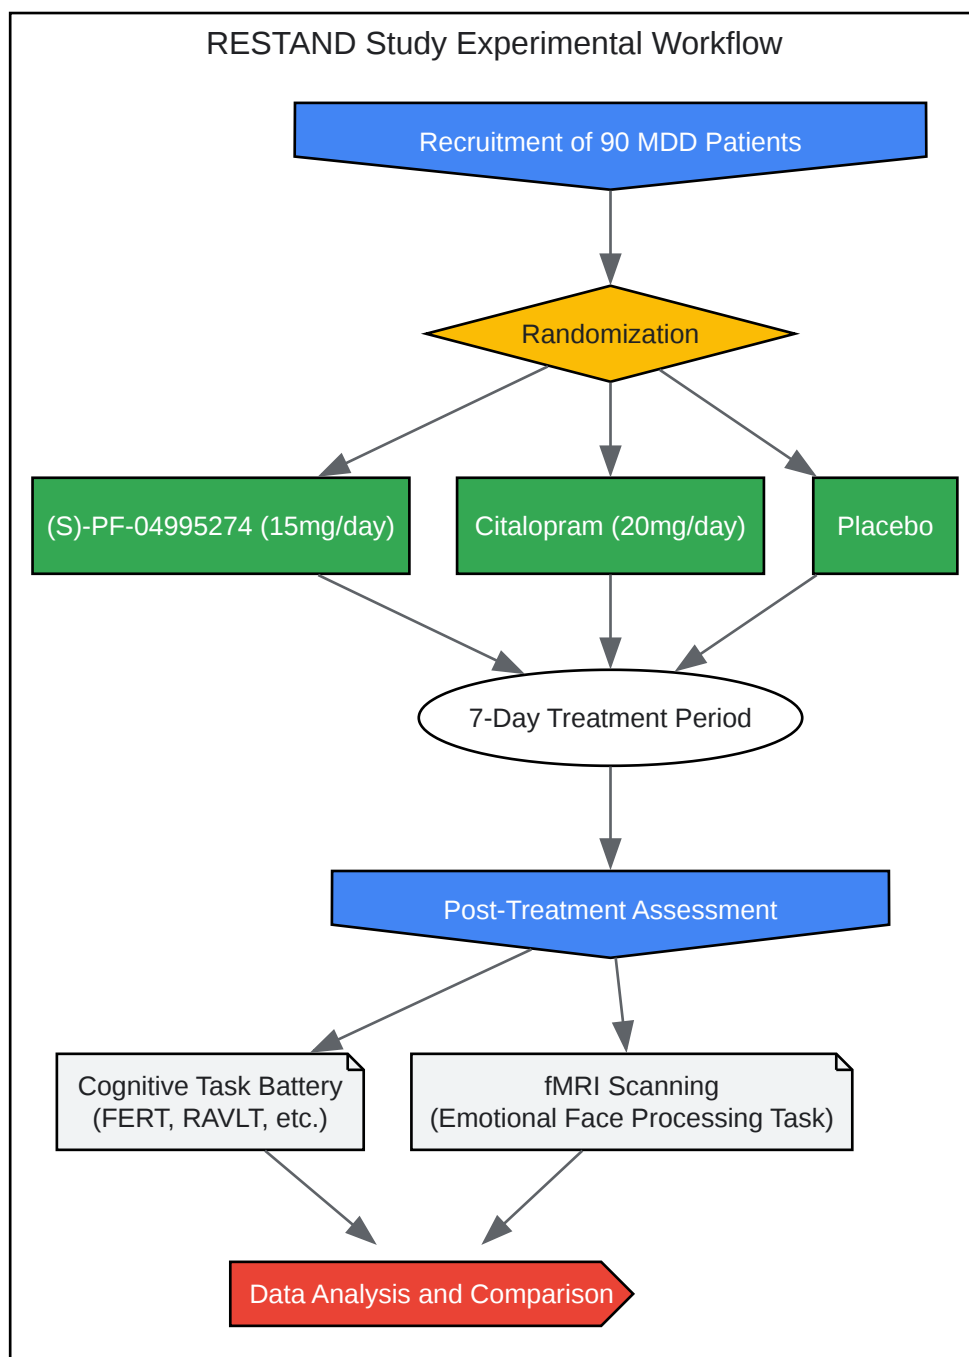 RESTAND Study Experimental Workflow
Recruitment of 90 MDD Patients
Randomization
(S)-PF-04995274 (15mg/day)
Citalopram (20mg/day)
Placebo
7-Day Treatment Period
Post-Treatment Assessment
Cognitive Task Battery
(FERT, RAVLT, etc.)
fMRI Scanning
(Emotional Face Processing Task)
Data Analysis and Comparison